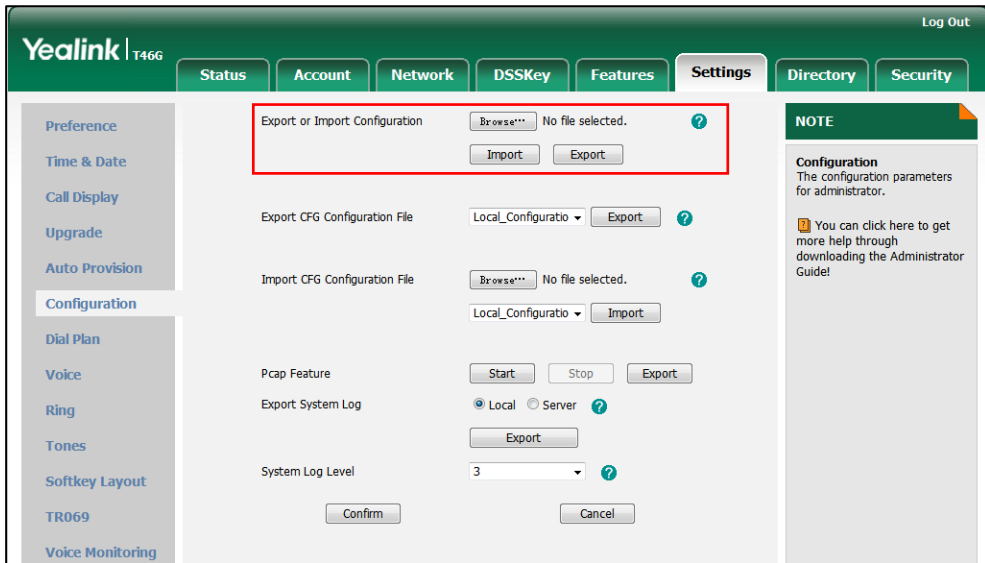 Log Out
Yealink T46G
Status Account Network DSSKey Features Settings Directory Security
Preference
Time & Date
Call Display
Upgrade
Auto Provision
Configuration
Dial Plan
Voice
Ring
Tones
Softkey Layout
TR069
Voice Monitoring
Export or Import Configuration Browse··· No file selected. ?
Import Export
Export CFG Configuration File Local_Configuratio Export ?
Import CFG Configuration File Browse··· No file selected. ?
Local_Configuratio Import
Pcap Feature Start Stop Export
Export System Log Local Server ?
Export
System Log Level 3 ?
Confirm Cancel
NOTE
Configuration
The configuration parameters
for administrator.
? You can click here to get
more help through
downloading the Administrator
Guide!